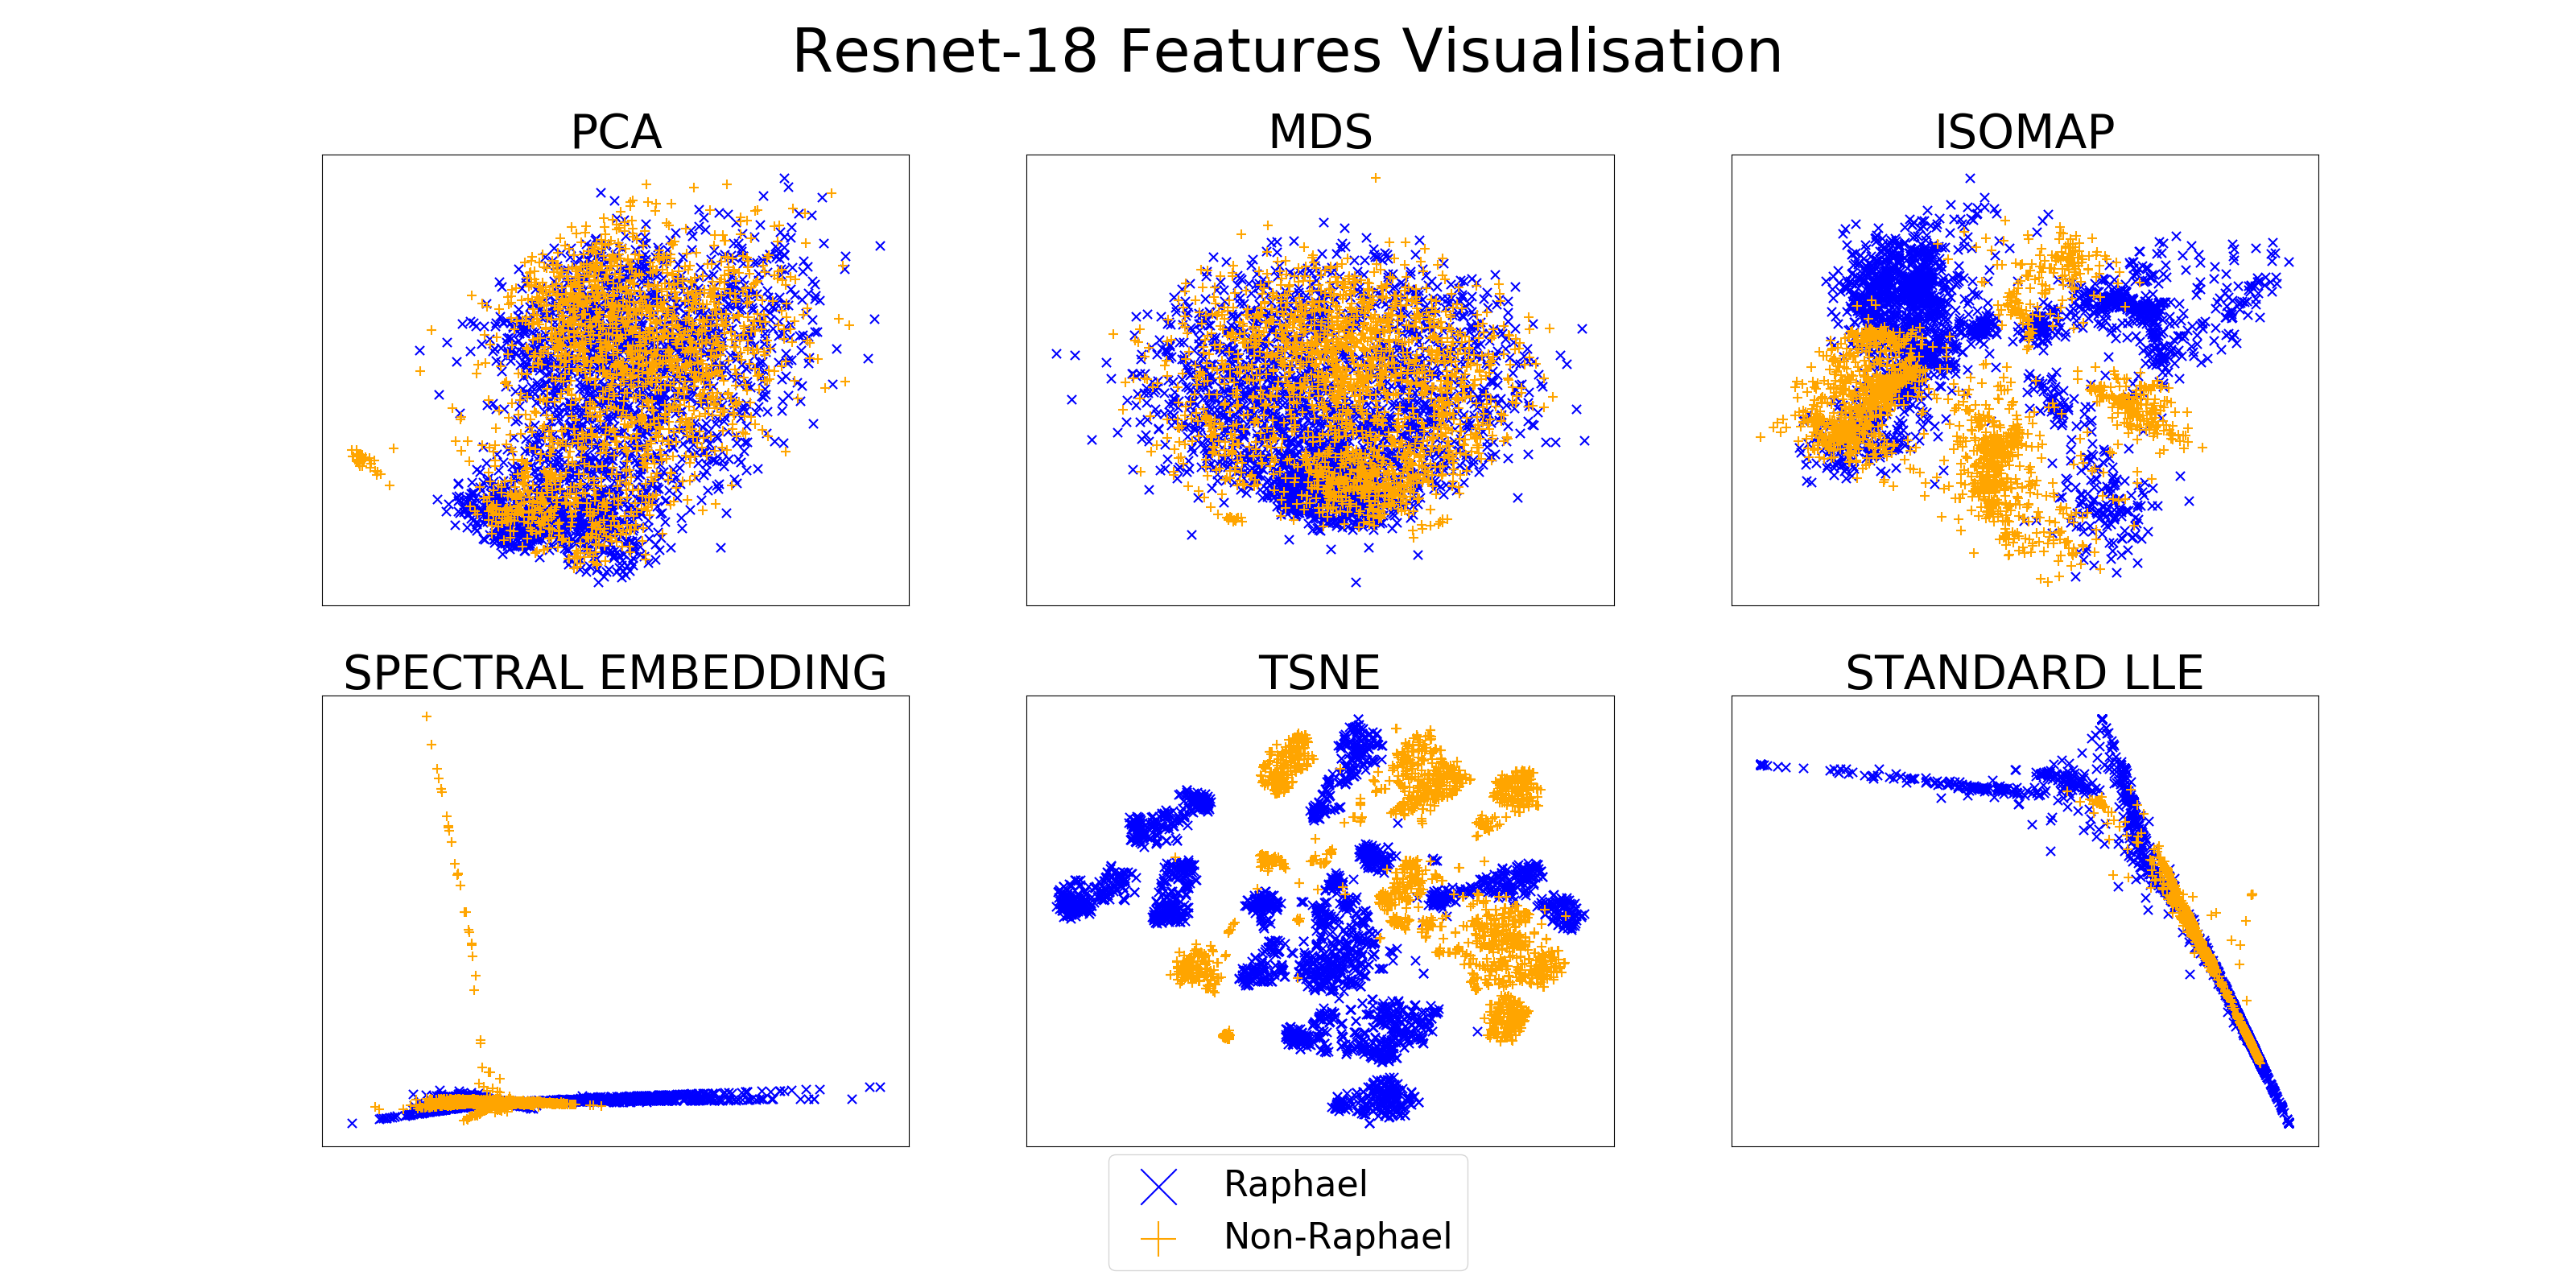 Resnet-18 Features Visualisation
PCA
MDS
ISOMAP
SPECTRAL EMBEDDING
TSNE
STANDARD LLE
Raphael
Non-Raphael